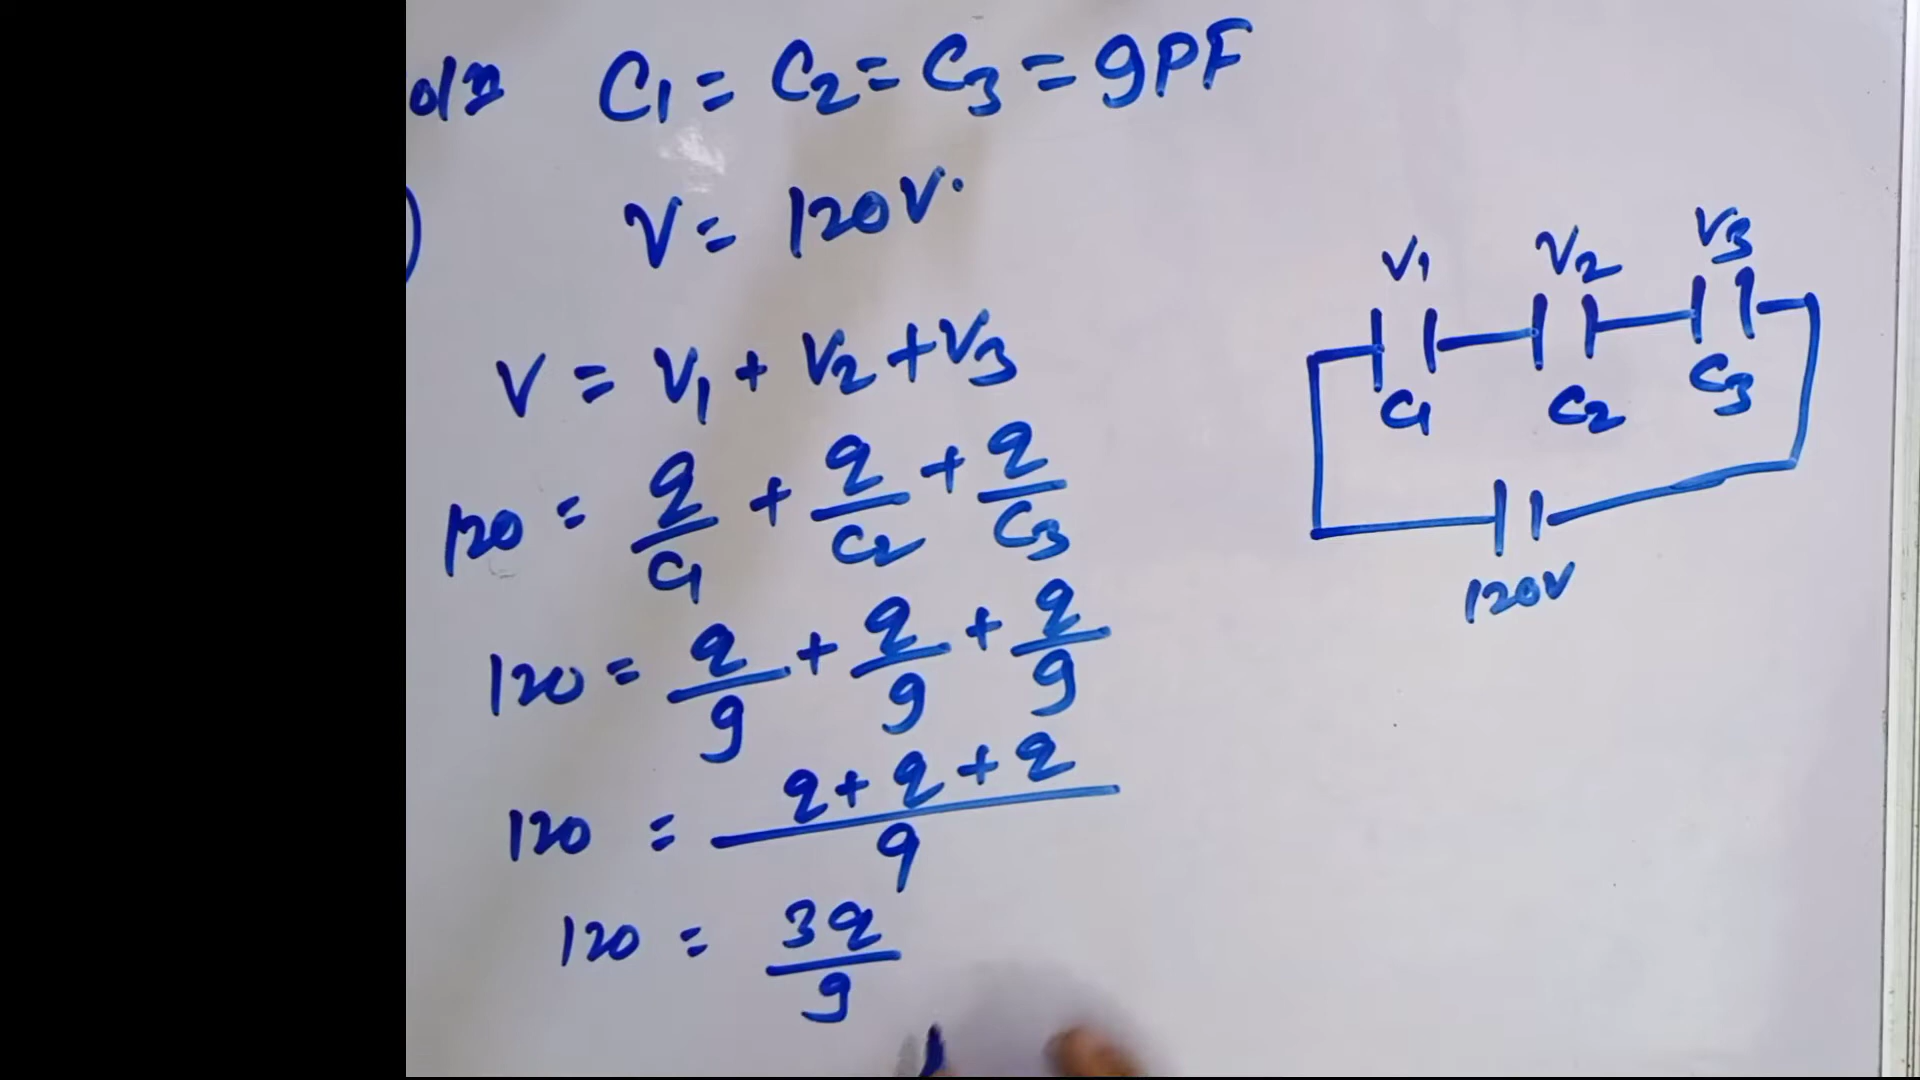 C1 = C2 = C3 = 9PF
V = 120V.
V = V1 + V2 + V3
120 = q/C1 + q/C2 + q/C3
120 = q/9 + q/9 + q/9
120 = q+q+q/9
120 = 3q/9
V1 V2 V3
C1 C2 C3
120V